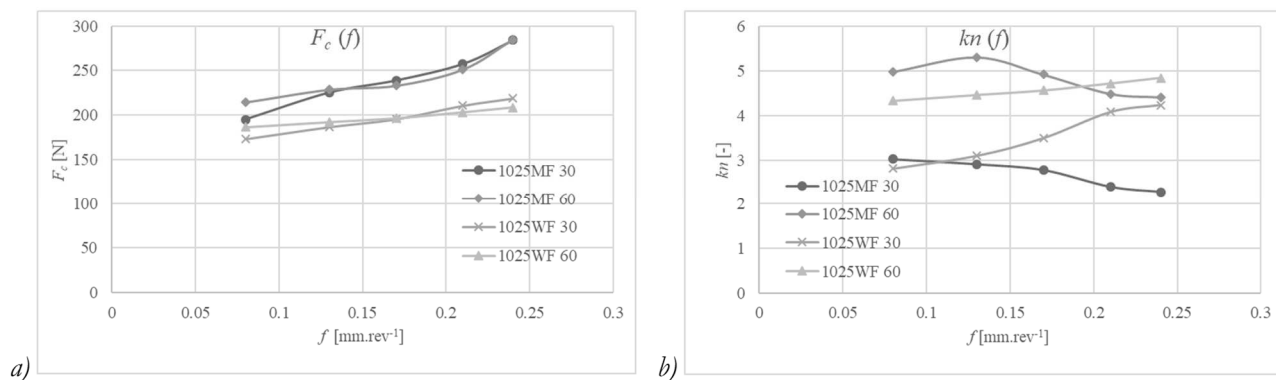 F_c (f)
300
250
200
150
100
50
0
F_c [N]
1025MF 30
1025MF 60
1025WF 30
1025WF 60
0 0.05 0.1 0.15 0.2 0.25 0.3
f [mm.rev⁻¹]
a)
kn (f)
6
5
4
3
2
1
0
kn [-]
1025MF 30
1025MF 60
1025WF 30
1025WF 60
0 0.05 0.1 0.15 0.2 0.25 0.3
f [mm.rev⁻¹]
b)